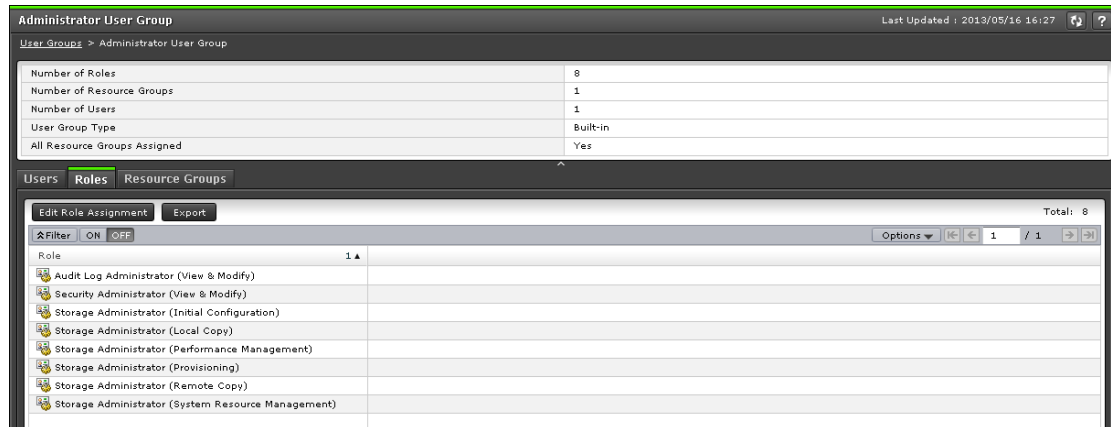 Administrator User Group
Last Updated : 2013/05/16 16:27
?
User Groups > Administrator User Group
Number of Roles 8
Number of Resource Groups 1
Number of Users 1
User Group Type Built-in
All Resource Groups Assigned Yes
Users Roles Resource Groups
Edit Role Assignment Export Total: 8
Filter ON OFF Options 1 / 1
Role 1
Audit Log Administrator (View & Modify)
Security Administrator (View & Modify)
Storage Administrator (Initial Configuration)
Storage Administrator (Local Copy)
Storage Administrator (Performance Management)
Storage Administrator (Provisioning)
Storage Administrator (Remote Copy)
Storage Administrator (System Resource Management)